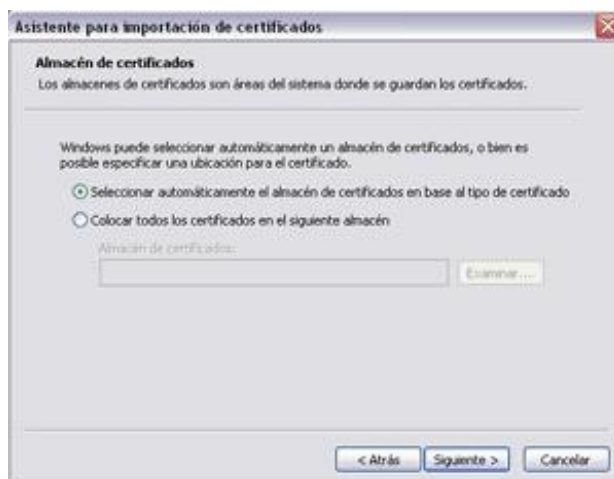 Asistente para importación de certificados
Almacén de certificados
Los almacenes de certificados son áreas del sistema donde se guardan los certificados.
Windows puede seleccionar automáticamente un almacén de certificados, o bien es
posible especificar una ubicación para el certificado.
Seleccionar automáticamente el almacén de certificados en base al tipo de certificado
Colocar todos los certificados en el siguiente almacén
Almacén de certificados:
Examinar....
< Atrás
Siguiente >
Cancelar